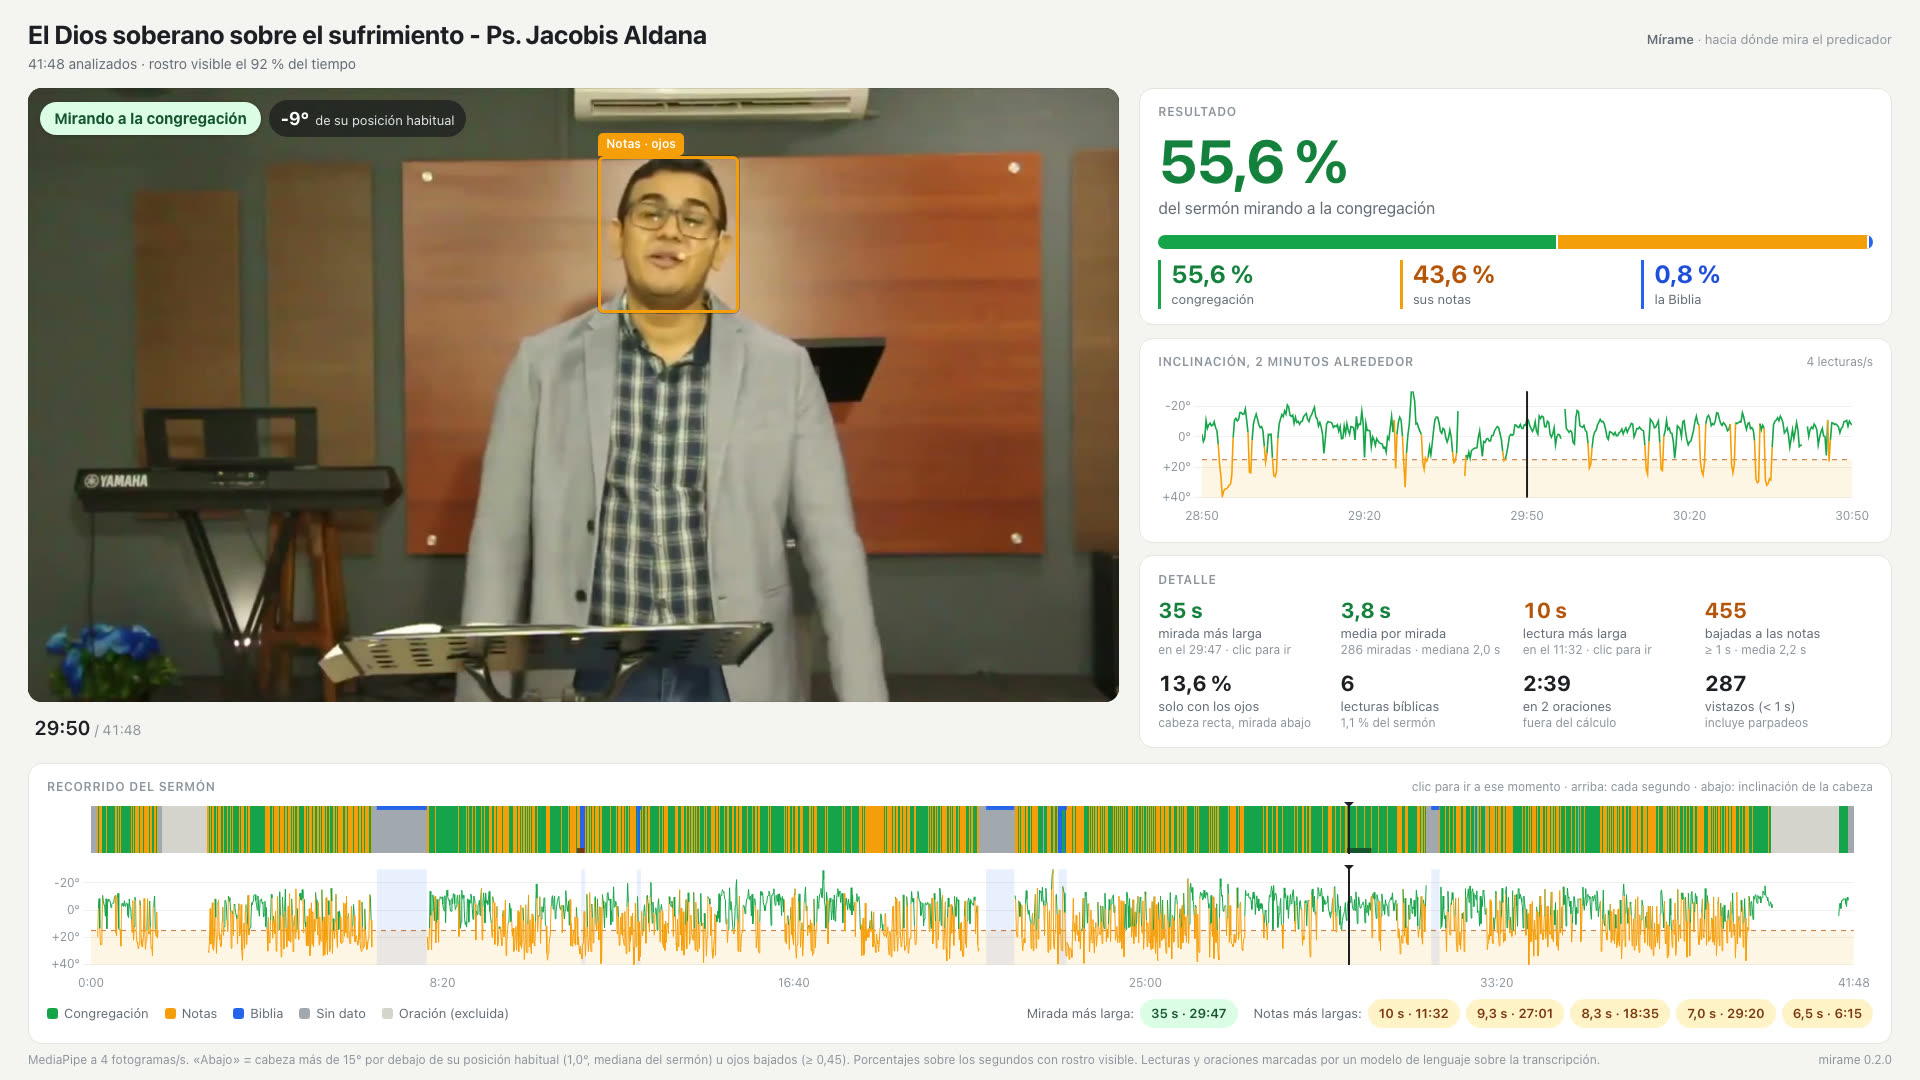 El Dios soberano sobre el sufrimiento - Ps. Jacobis Aldana
Mírame · hacia dónde mira el predicador
41:48 analizados · rostro visible el 92 % del tiempo
Mirando a la congregación
-9° de su posición habitual
Notas · ojos
YAMAHA
29:50 / 41:48
RESULTADO
55,6 %
del sermón mirando a la congregación
55,6 %
congregación
43,6 %
sus notas
0,8 %
la Biblia
INCLINACIÓN, 2 MINUTOS ALREDEDOR
4 lecturas/s
-20°
0°
+20°
+40°
28:50 29:20 29:50 30:20 30:50
DETALLE
35 s
mirada más larga
en el 29:47 · clic para ir
3,8 s
media por mirada
286 miradas · mediana 2,0 s
10 s
lectura más larga
en el 11:32 · clic para ir
455
bajadas a las notas
≥ 1 s · media 2,2 s
13,6 %
solo con los ojos
cabeza recta, mirada abajo
6
lecturas bíblicas
1,1 % del sermón
2:39
en 2 oraciones
fuera del cálculo
287
vistazos (< 1 s)
incluye parpadeos
RECORRIDO DEL SERMÓN
clic para ir a ese momento · arriba: cada segundo · abajo: inclinación de la cabeza
-20°
0°
+20°
+40°
0:00 8:20 16:40 25:00 33:20 41:48
Congregación Notas Biblia Sin dato Oración (excluida)
Mirada más larga: 35 s · 29:47 Notas más largas: 10 s · 11:32 9,3 s · 27:01 8,3 s · 18:35 7,0 s · 29:20 6,5 s · 6:15
MediaPipe a 4 fotogramas/s. «Abajo» = cabeza más de 15° por debajo de su posición habitual (1,0°, mediana del sermón) u ojos bajados (≥ 0,45). Porcentajes sobre los segundos con rostro visible. Lecturas y oraciones marcadas por un modelo de lenguaje sobre la transcripción.
mirame 0.2.0